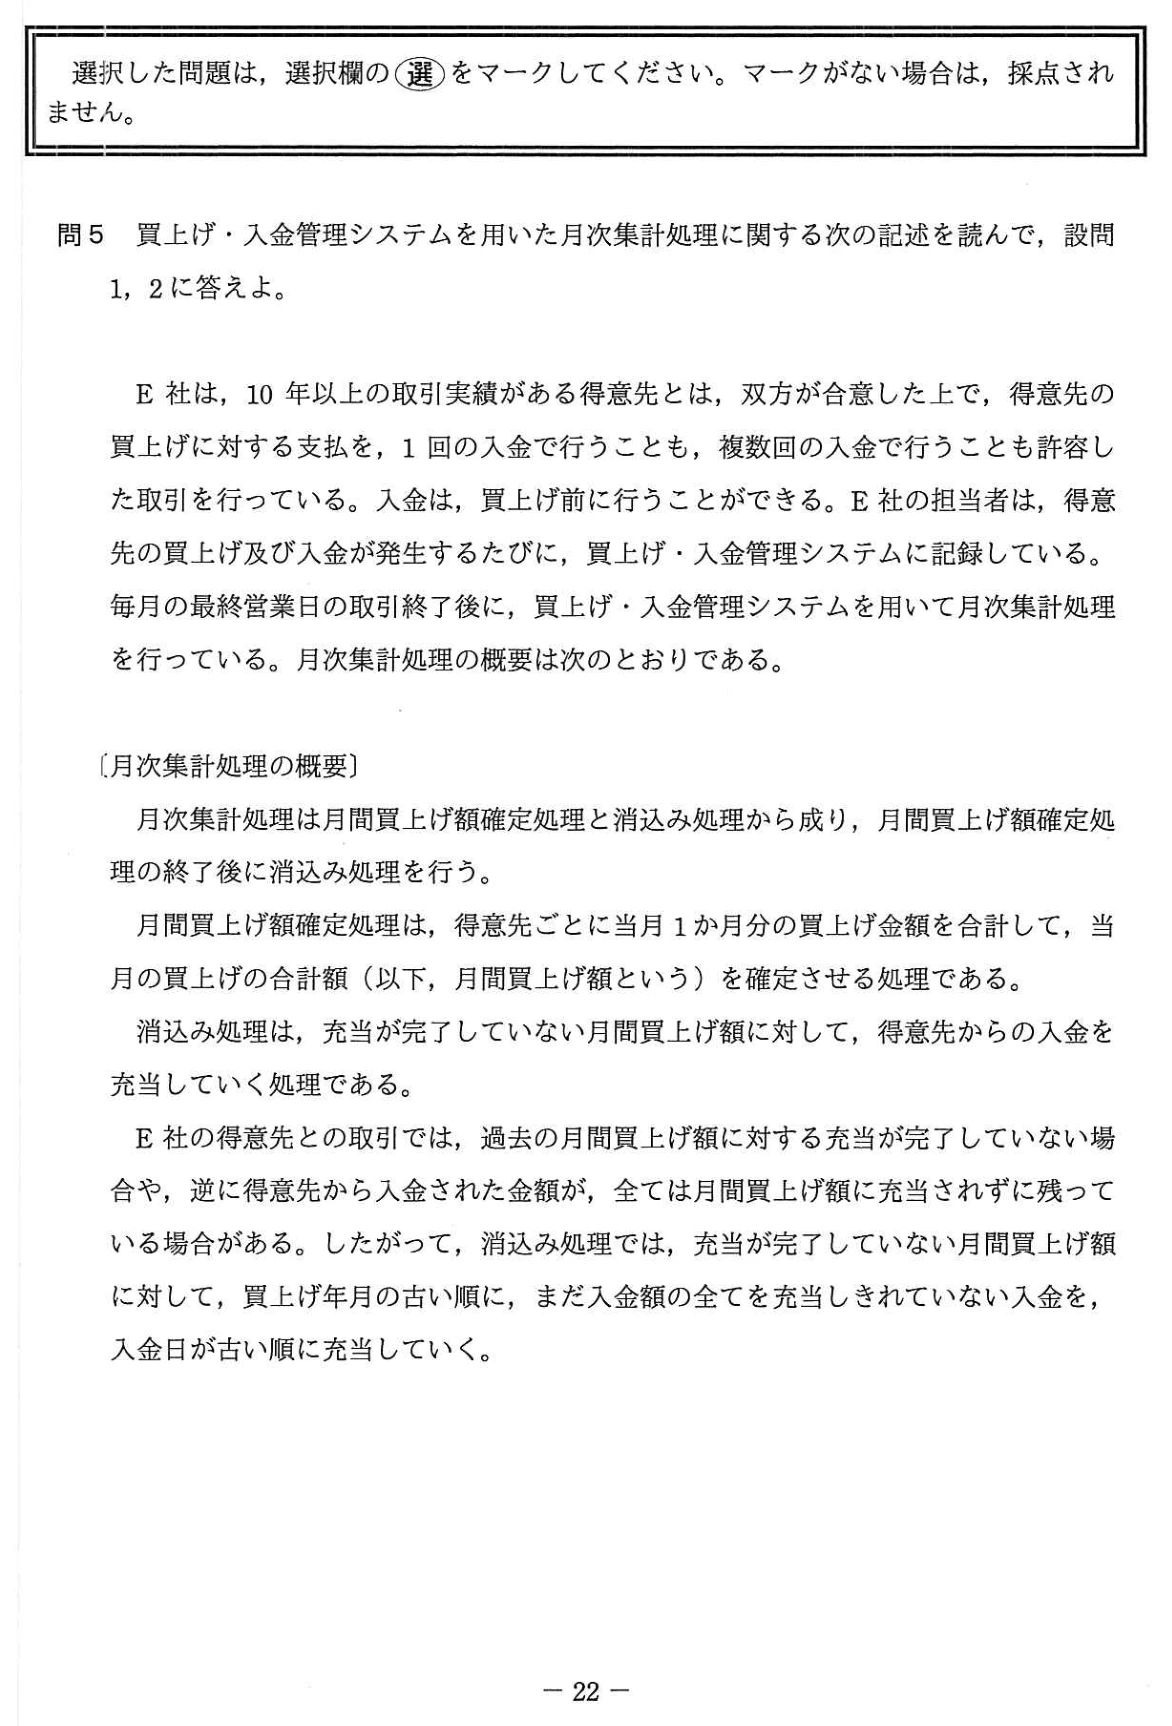 選択した問題は，選択欄の㊟をマークしてください。マークがない場合は，採点され
ません。
問5 買上げ・入金管理システムを用いた月次集計処理に関する次の記述を読んで，設問
1，2に答えよ。
E 社は，10 年以上の取引実績がある得意先とは，双方が合意した上で，得意先の
買上げに対する支払を，1 回の入金で行うことも，複数回の入金で行うことも許容し
た取引を行っている。入金は，買上げ前に行うことができる。E 社の担当者は，得意
先の買上げ及び入金が発生するたびに，買上げ・入金管理システムに記録している。
毎月の最終営業日の取引終了後に，買上げ・入金管理システムを用いて月次集計処理
を行っている。月次集計処理の概要は次のとおりである。
〔月次集計処理の概要〕
月次集計処理は月間買上げ額確定処理と消込み処理から成り，月間買上げ額確定処
理の終了後に消込み処理を行う。
月間買上げ額確定処理は，得意先ごとに当月 1 か月分の買上げ金額を合計して，当
月の買上げの合計額（以下，月間買上げ額という）を確定させる処理である。
消込み処理は，充当が完了していない月間買上げ額に対して，得意先からの入金を
充当していく処理である。
E 社の得意先との取引では，過去の月間買上げ額に対する充当が完了していない場
合や，逆に得意先から入金された金額が，全ては月間買上げ額に充当されずに残って
いる場合がある。したがって，消込み処理では，充当が完了していない月間買上げ額
に対して，買上げ年月の古い順に，まだ入金額の全てを充当しきれていない入金を，
入金日が古い順に充当していく。
－ 22 －